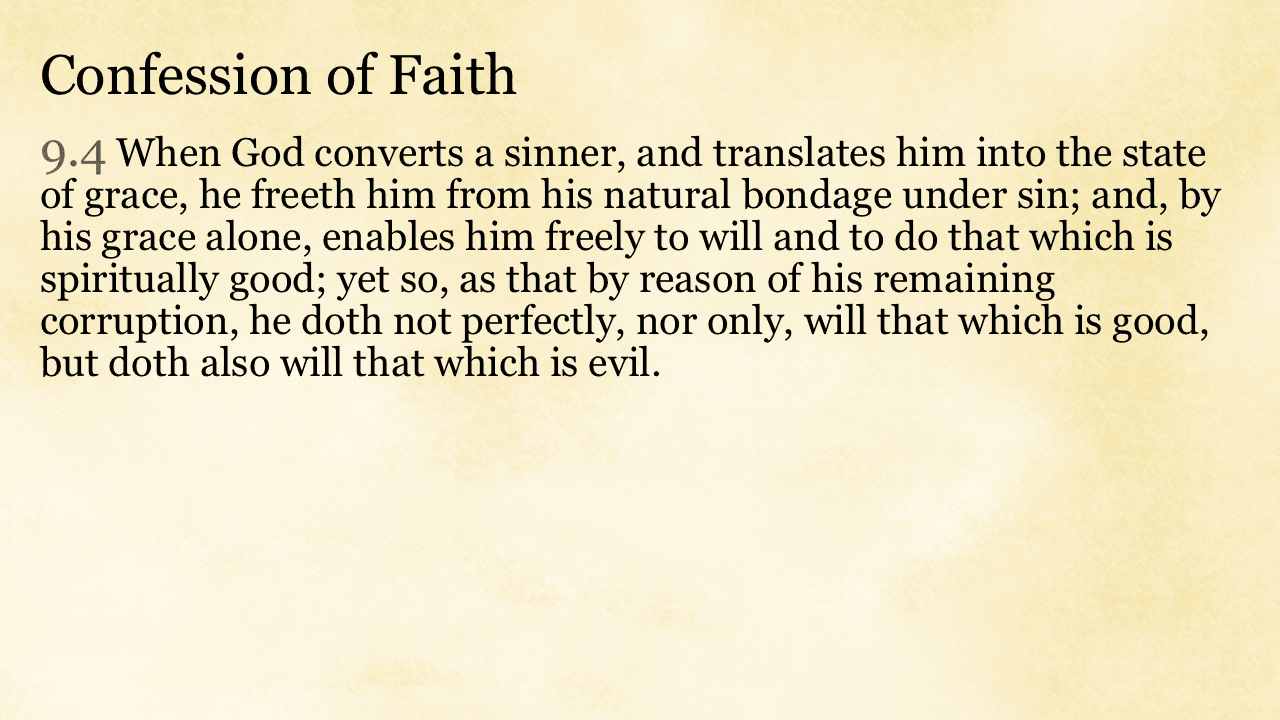 Confession of Faith
9.4 When God converts a sinner, and translates him into the state
of grace, he freeth him from his natural bondage under sin; and, by
his grace alone, enables him freely to will and to do that which is
spiritually good; yet so, as that by reason of his remaining
corruption, he doth not perfectly, nor only, will that which is good,
but doth also will that which is evil.